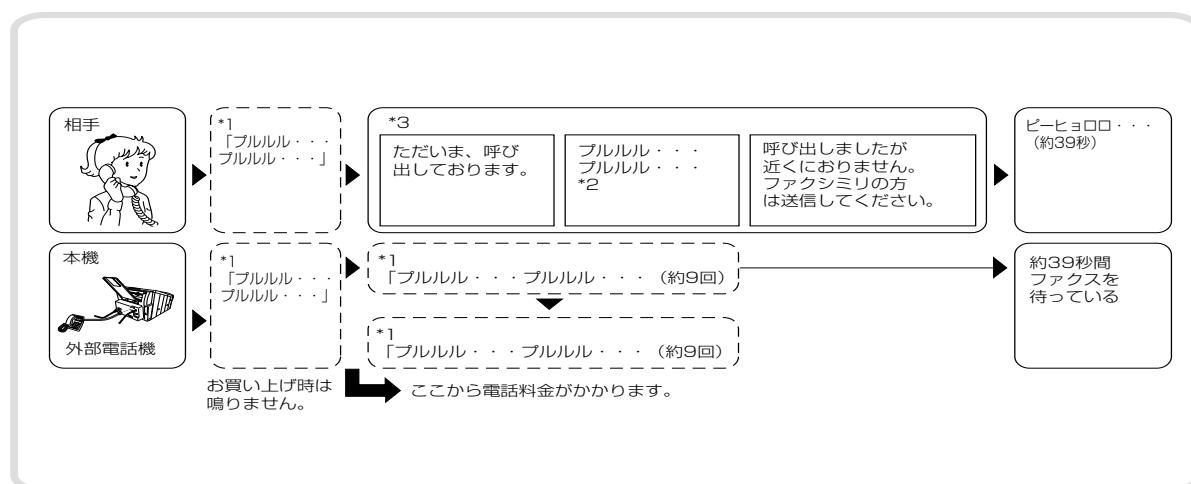 相手
*1
「プルルル・・・
プルルル・・・」
*3
ただいま、呼び
出しております。
プルルル・・・
プルルル・・・
*2
呼び出しましたが
近くにおりません。
ファクシミリの方
は送信してください。
ピーヒョロロ・・・
（約39秒）
本機
外部電話機
*1
「プルルル・・・
プルルル・・・」
*1
「プルルル・・・プルルル・・・（約9回）
*1
「プルルル・・・プルルル・・・（約9回）
約39秒間
ファクスを
待っている
お買い上げ時は
鳴りません。
ここから電話料金がかかります。